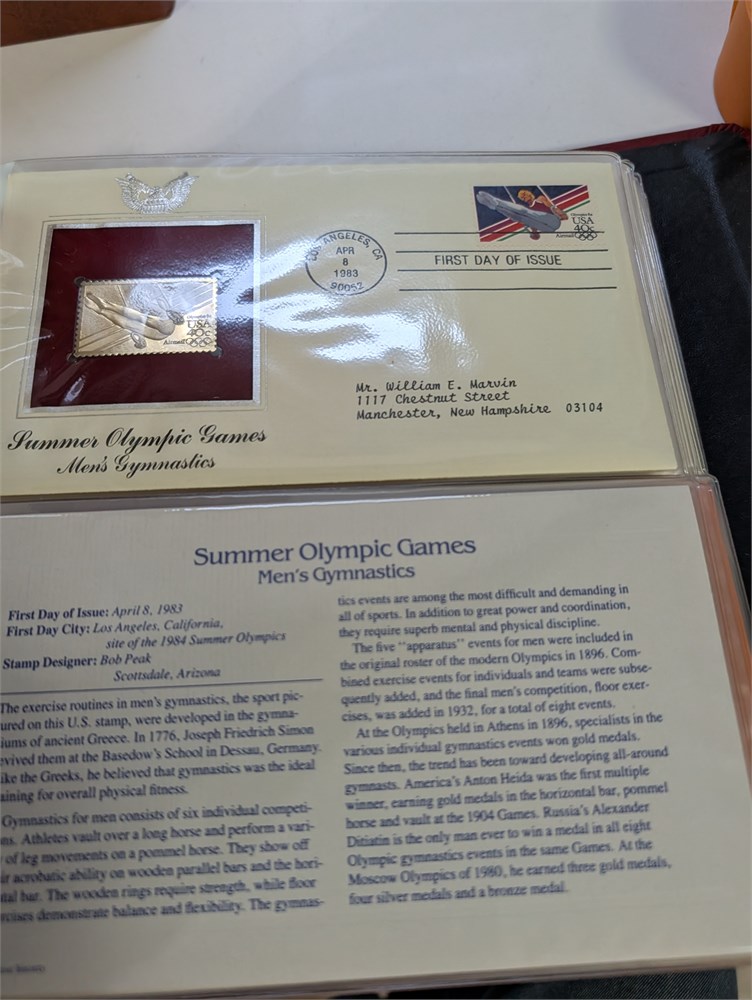 Olympics 84
USA
40c
Airmail
LOS ANGELES, CA
APR
8
1983
90052
FIRST DAY OF ISSUE
Olympics 84
USA
40c
Airmail
Mr. William E. Marvin
1117 Chestnut Street
Manchester, New Hampshire 03104
Summer Olympic Games
Men's Gymnastics
Summer Olympic Games
Men's Gymnastics
First Day of Issue: April 8, 1983
First Day City: Los Angeles, California,
site of the 1984 Summer Olympics
Stamp Designer: Bob Peak
Scottsdale, Arizona
The exercise routines in men's gymnastics, the sport pic-
ured on this U.S. stamp, were developed in the gymna-
iums of ancient Greece. In 1776, Joseph Friedrich Simon
evived them at the Basedow's School in Dessau, Germany.
ike the Greeks, he believed that gymnastics was the ideal
aining for overall physical fitness.
Gymnastics for men consists of six individual competi-
ns. Athletes vault over a long horse and perform a vari-
of leg movements on a pommel horse. They show off
ir acrobatic ability on wooden parallel bars and the hori-
tal bar. The wooden rings require strength, while floor
rcises demonstrate balance and flexibility. The gymnas-
tics events are among the most difficult and demanding in
all of sports. In addition to great power and coordination,
they require superb mental and physical discipline.
The five "apparatus" events for men were included in
the original roster of the modern Olympics in 1896. Com-
bined exercise events for individuals and teams were subse-
quently added, and the final men's competition, floor exer-
cises, was added in 1932, for a total of eight events.
At the Olympics held in Athens in 1896, specialists in the
various individual gymnastics events won gold medals.
Since then, the trend has been toward developing all-around
gymnasts. America's Anton Heida was the first multiple
winner, earning gold medals in the horizontal bar, pommel
horse and vault at the 1904 Games. Russia's Alexander
Ditiatin is the only man ever to win a medal in all eight
Olympic gymnastics events in the same Games. At the
Moscow Olympics of 1980, he earned three gold medals,
four silver medals and a bronze medal.